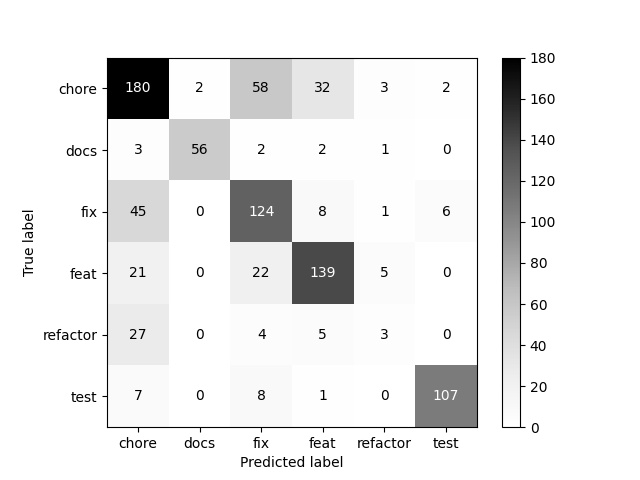 True label
chore 180 2 58 32 3 2
docs 3 56 2 2 1 0
fix 45 0 124 8 1 6
feat 21 0 22 139 5 0
refactor 27 0 4 5 3 0
test 7 0 8 1 0 107
chore docs fix feat refactor test
Predicted label
180
160
140
120
100
80
60
40
20
0